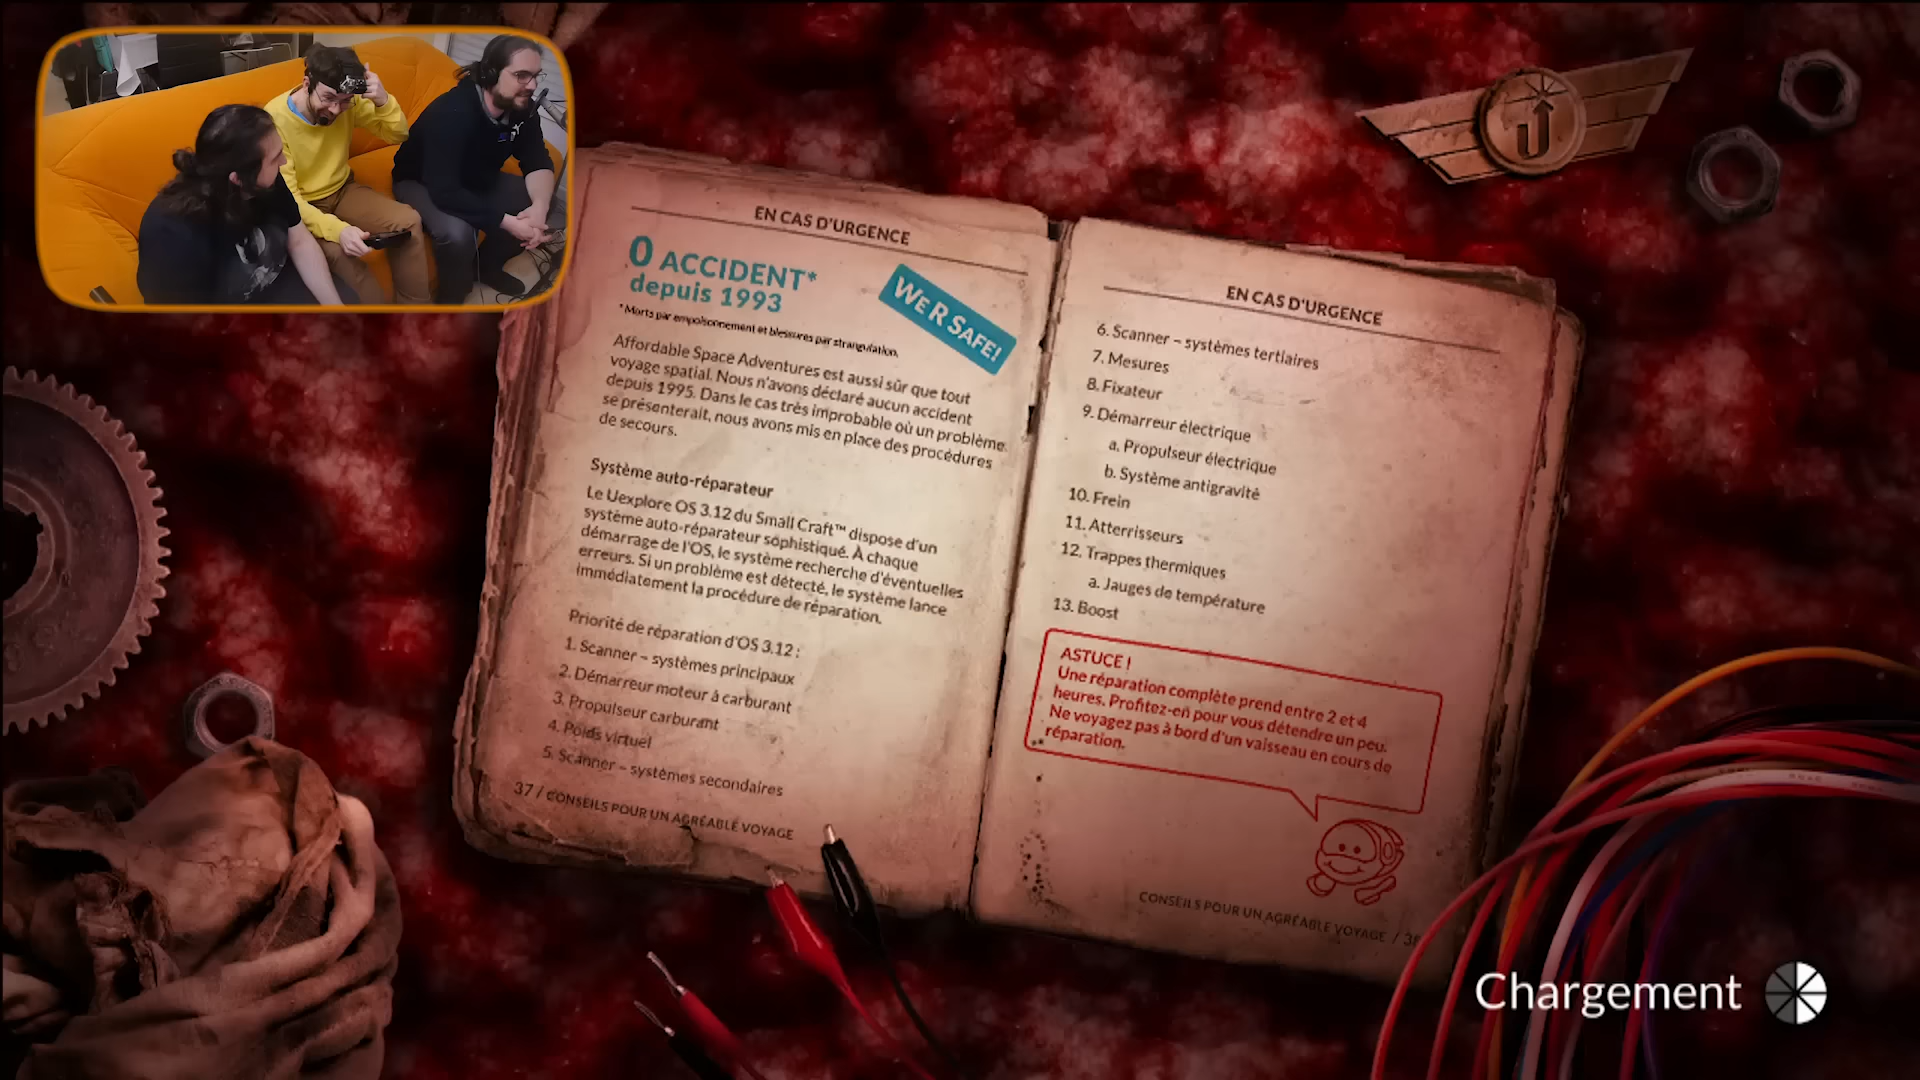 EN CAS D'URGENCE
0 ACCIDENT*
depuis 1993
WE R SAFE!
*Morts par empoisonnement et blessures par strangulation.
Affordable Space Adventures est aussi sûr que tout
voyage spatial. Nous n'avons déclaré aucun accident
depuis 1995. Dans le cas très improbable où un problème
se présenterait, nous avons mis en place des procédures
de secours.
Système auto-réparateur
Le Uexplore OS 3.12 du Small Craft™ dispose d'un
système auto-réparateur sophistiqué. À chaque
démarrage de l'OS, le système recherche d'éventuelles
erreurs. Si un problème est détecté, le système lance
immédiatement la procédure de réparation.
Priorité de réparation d'OS 3.12 :
1. Scanner – systèmes principaux
2. Démarreur moteur à carburant
3. Propulseur carburant
4. Poids virtuel
5. Scanner – systèmes secondaires
37 / CONSEILS POUR UN AGRÉABLE VOYAGE
EN CAS D'URGENCE
6. Scanner – systèmes tertiaires
7. Mesures
8. Fixateur
9. Démarreur électrique
a. Propulseur électrique
b. Système antigravité
10. Frein
11. Atterrisseurs
12. Trappes thermiques
a. Jauges de température
13. Boost
ASTUCE !
Une réparation complète prend entre 2 et 4
heures. Profitez-en pour vous détendre un peu.
Ne voyagez pas à bord d'un vaisseau en cours de
réparation.
CONSEILS POUR UN AGRÉABLE VOYAGE / 38
Chargement